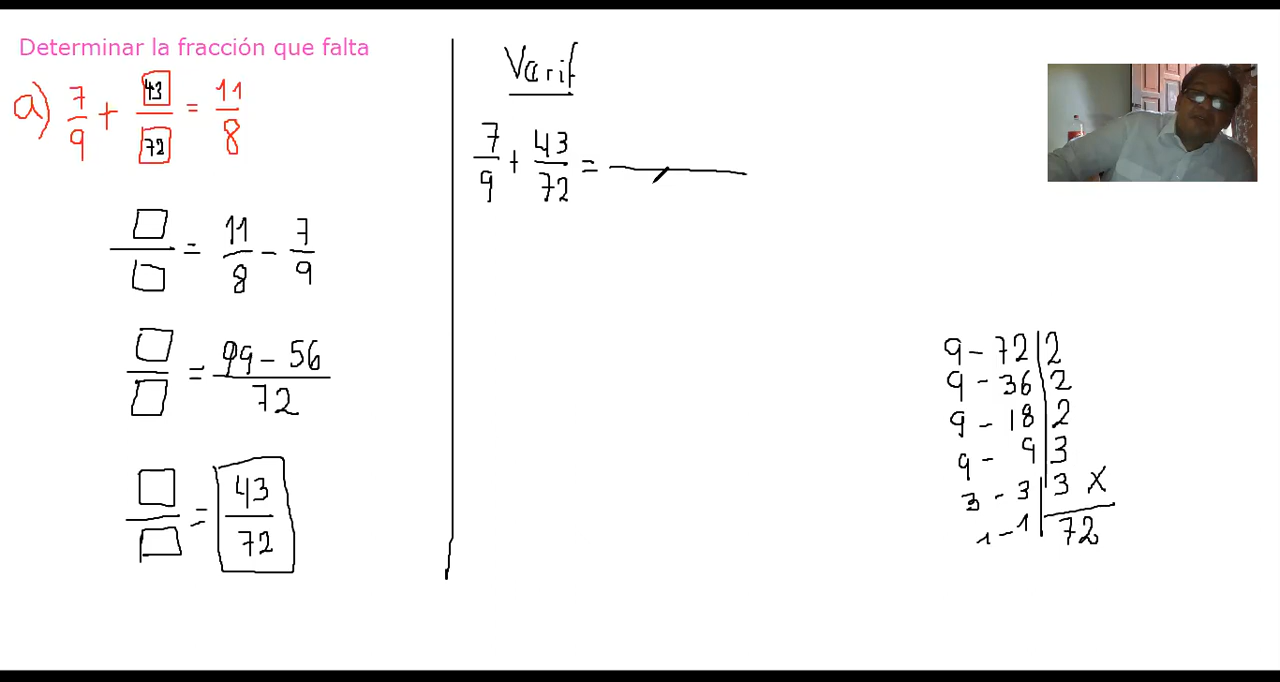 Determinar la fracción que falta
a) 7/9 + 43/72 = 11/8
□/□ = 11/8 - 7/9
□/□ = 99 - 56/72
□/□ = 43/72
Varif
7/9 + 43/72 =
9 - 72 | 2
9 - 36 | 2
9 - 18 | 2
9 - 9 | 3
3 - 3 | 3 X
1 - 1 | 72